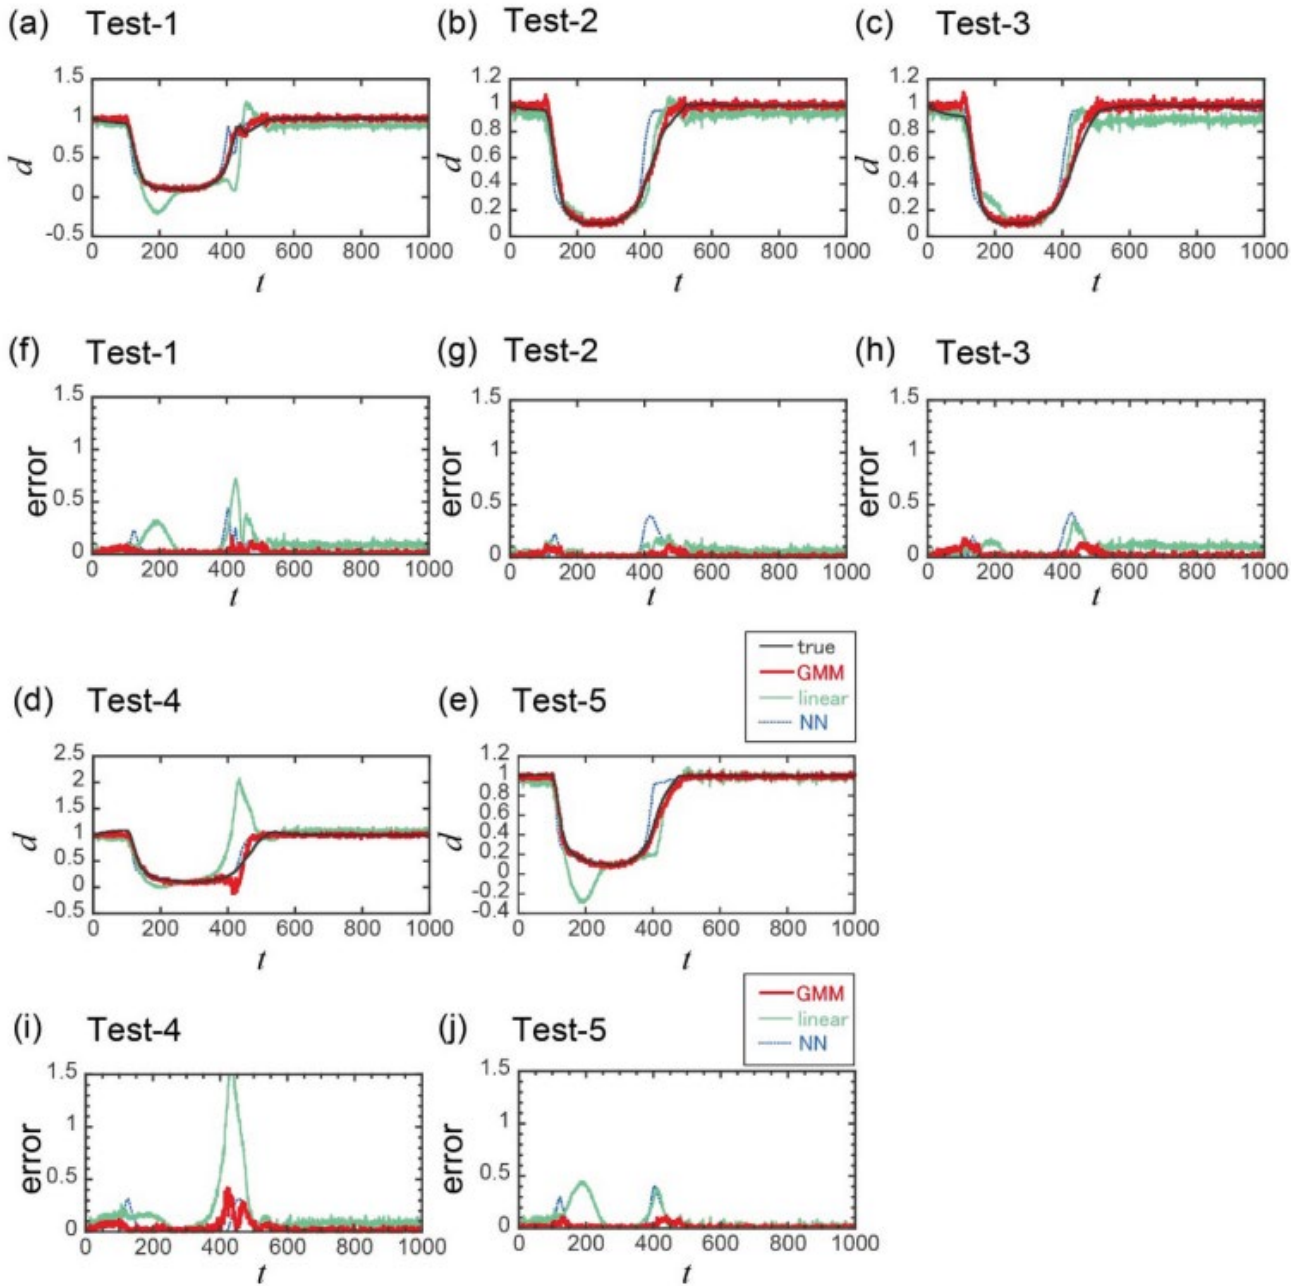 (a) Test-1
(b) Test-2
(c) Test-3
1.5
1
0.5
0
-0.5
d
0 200 400 600 800 1000
t
1.2
1
0.8
0.6
0.4
0.2
0
d
0 200 400 600 800 1000
t
1.2
1
0.8
0.6
0.4
0.2
0
d
0 200 400 600 800 1000
t
(f) Test-1
(g) Test-2
(h) Test-3
1.5
1
0.5
0
error
0 200 400 600 800 1000
t
1.5
1
0.5
0
error
0 200 400 600 800 1000
t
1.5
1
0.5
0
error
0 200 400 600 800 1000
t
true
GMM
linear
NN
(d) Test-4
(e) Test-5
2.5
2
1.5
1
0.5
0
-0.5
d
0 200 400 600 800 1000
t
1.2
1
0.8
0.6
0.4
0.2
0
-0.2
-0.4
d
0 200 400 600 800 1000
t
GMM
linear
NN
(i) Test-4
(j) Test-5
1.5
1
0.5
0
error
0 200 400 600 800 1000
t
1.5
1
0.5
0
error
0 200 400 600 800 1000
t